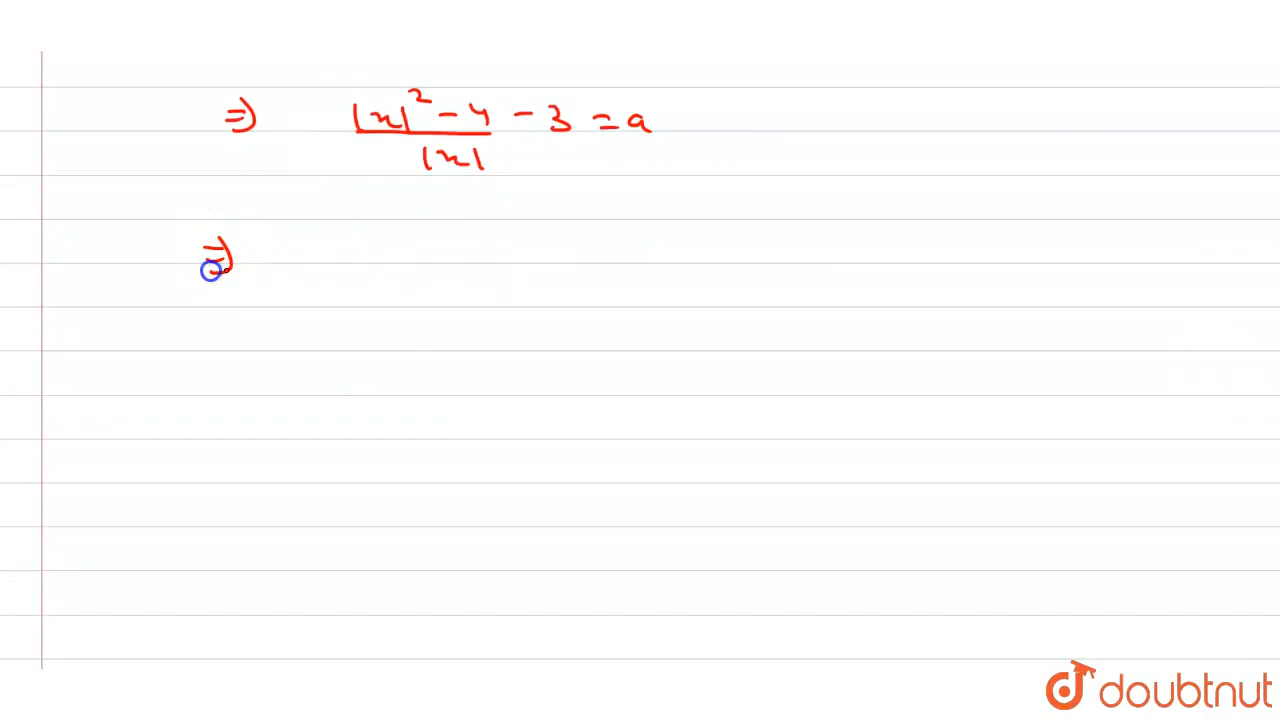 ⇒ |x|² - 4 - 3 = a
|x|
⇒
doubtnut